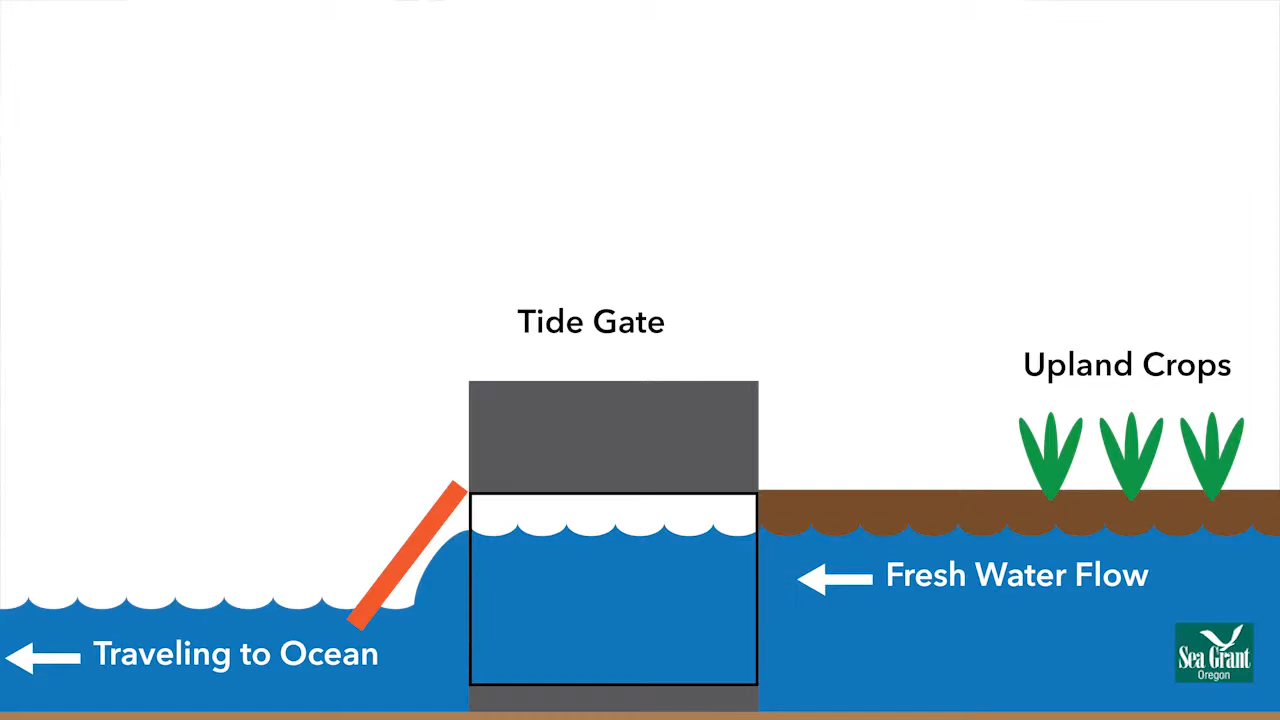 Tide Gate
Upland Crops
Fresh Water Flow
Traveling to Ocean
Sea Grant
Oregon